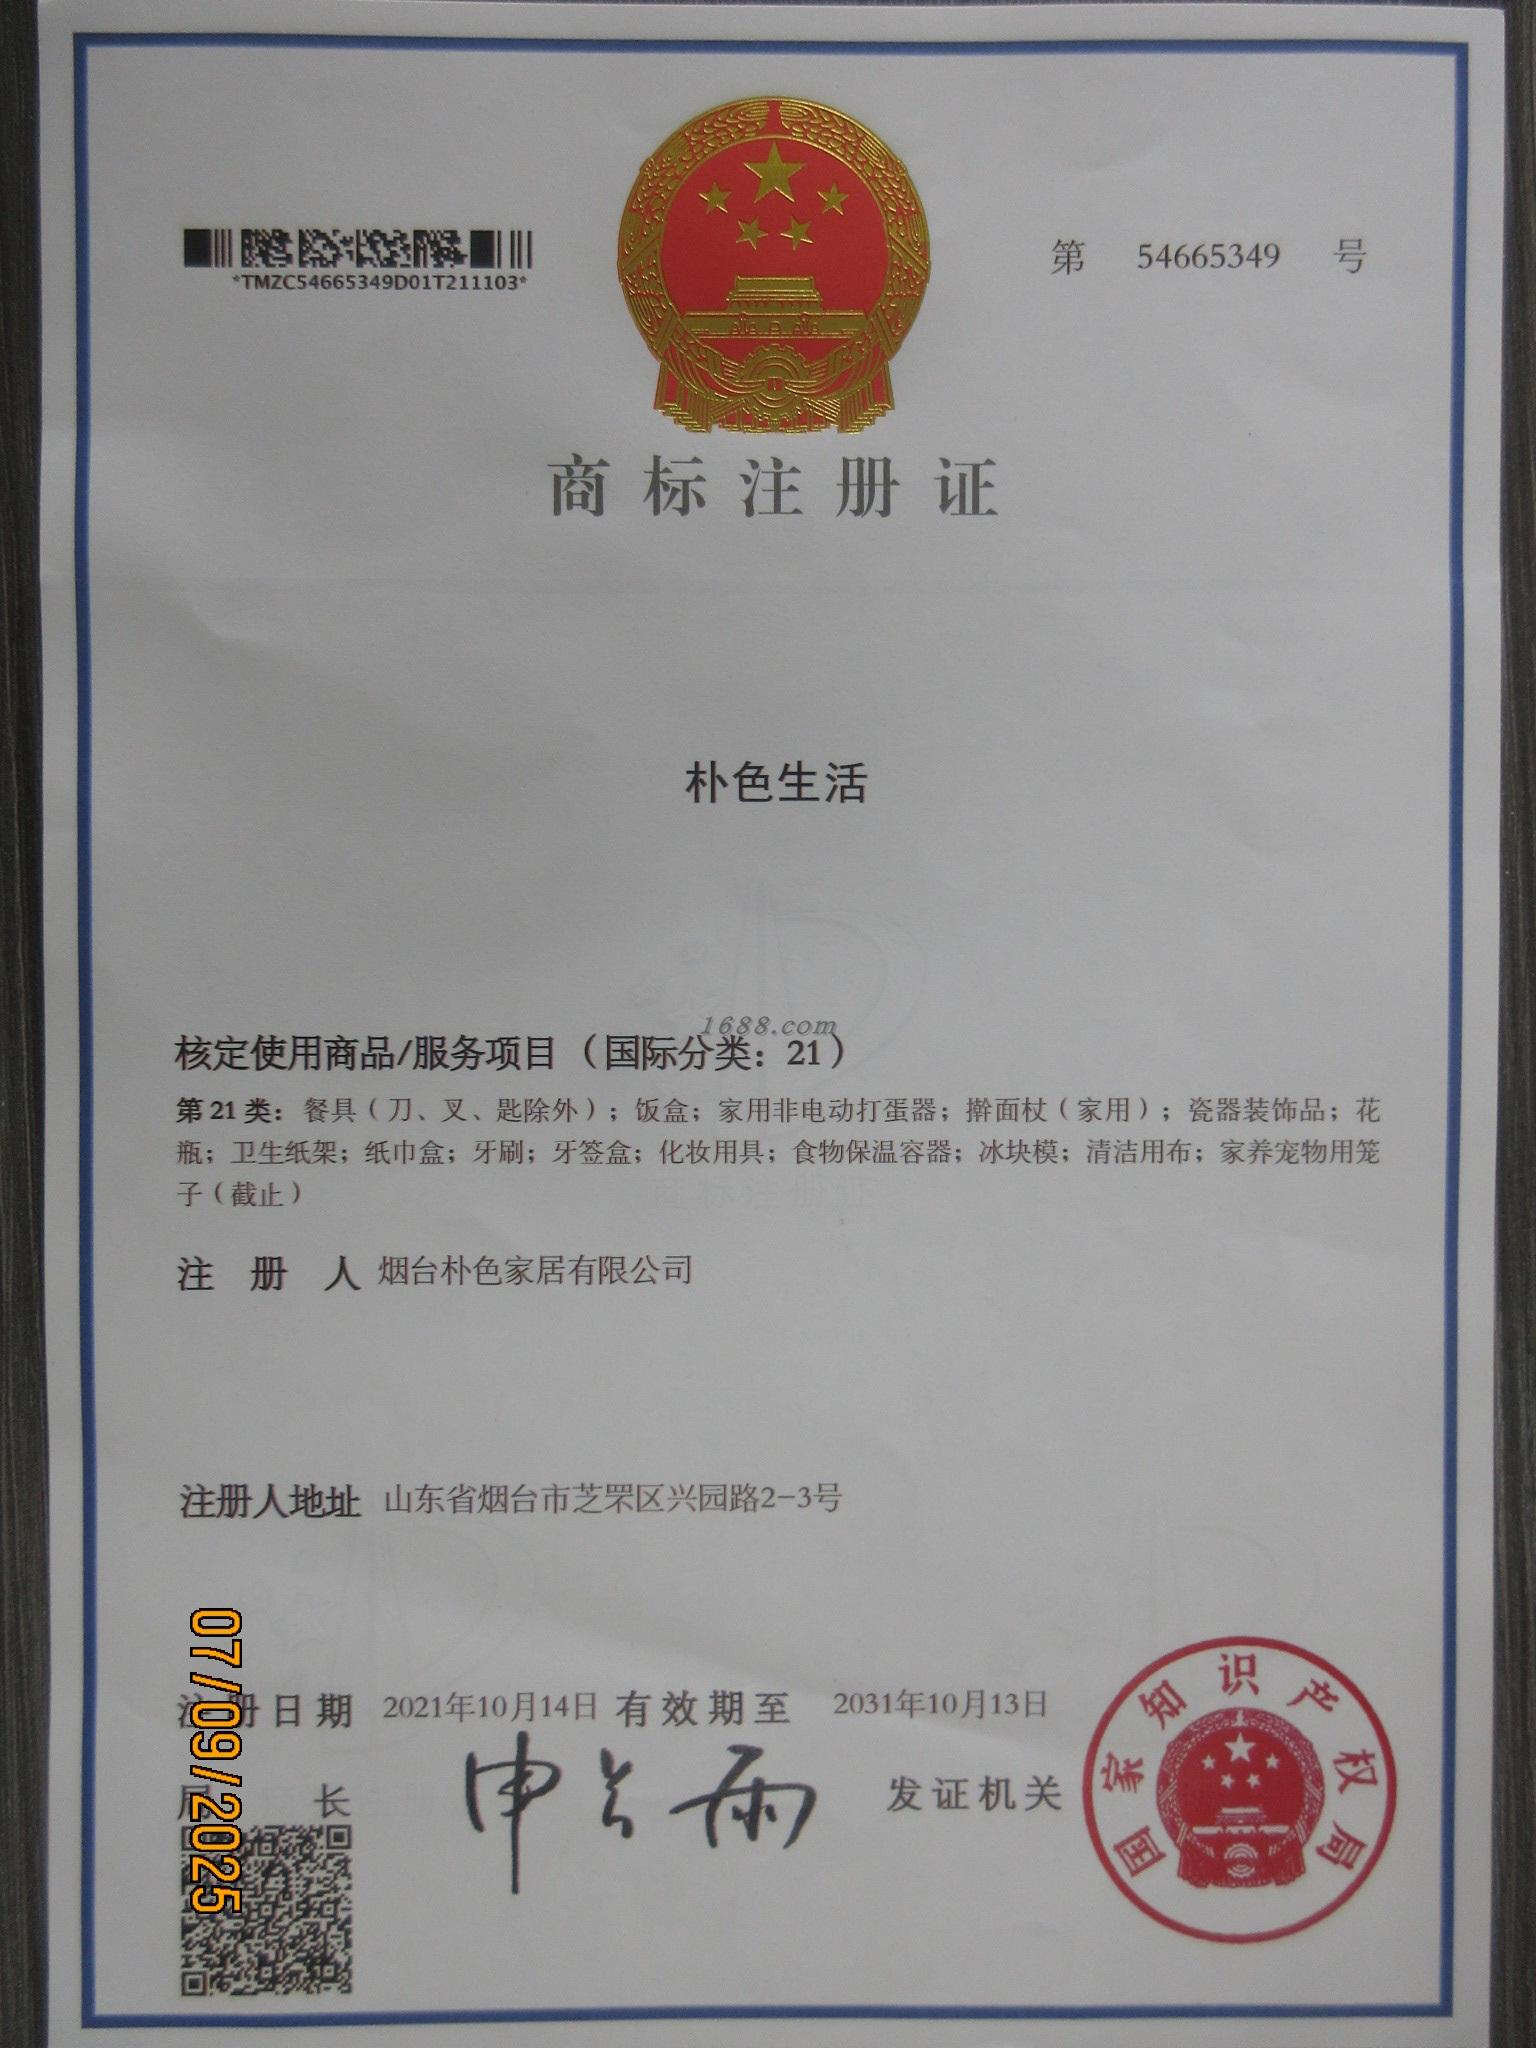 *TMZC54665349D01T211103*
第 54665349 号
商标注册证
朴色生活
1688.com
核定使用商品/服务项目（国际分类：21）
第21类：餐具（刀、叉、匙除外）；饭盒；家用非电动打蛋器；擀面杖（家用）；瓷器装饰品；花
瓶；卫生纸架；纸巾盒；牙刷；牙签盒；化妆用具；食物保温容器；冰块模；清洁用布；家养宠物用笼
子（截止）
注册人 烟台朴色家居有限公司
注册人地址 山东省烟台市芝罘区兴园路2-3号
注册日期 2021年10月14日 有效期至 2031年10月13日
局长 申长雨 发证机关
国家知识产权局
07/09/2025